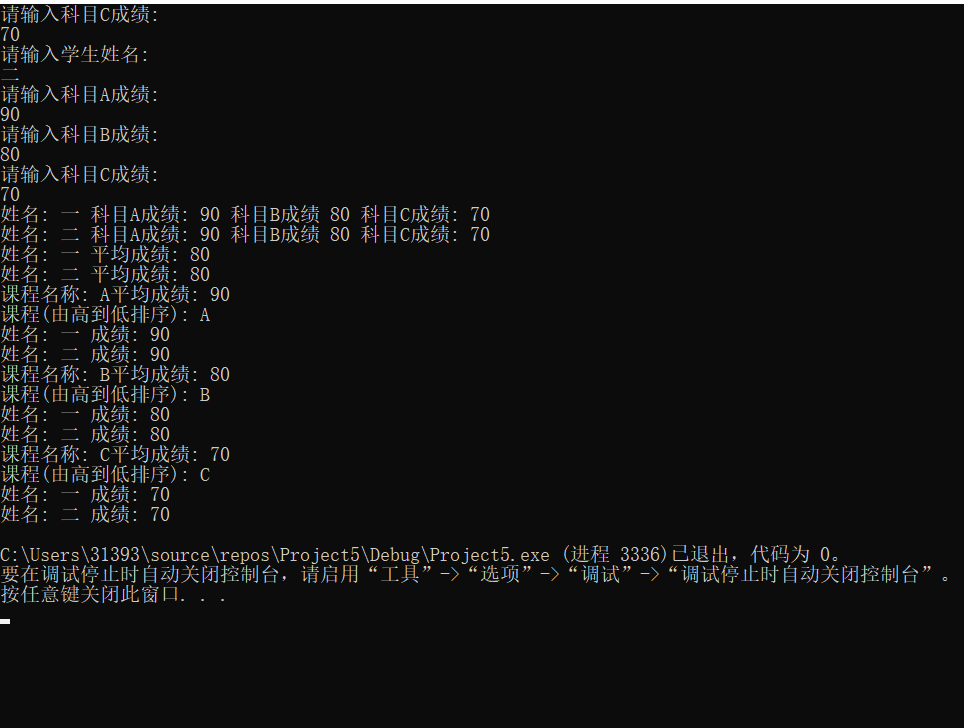 请输入科目C成绩:
70
请输入学生姓名:
二
请输入科目A成绩:
90
请输入科目B成绩:
80
请输入科目C成绩:
70
姓名: 一 科目A成绩: 90 科目B成绩 80 科目C成绩: 70
姓名: 二 科目A成绩: 90 科目B成绩 80 科目C成绩: 70
姓名: 一 平均成绩: 80
姓名: 二 平均成绩: 80
课程名称: A平均成绩: 90
课程(由高到低排序): A
姓名: 一 成绩: 90
姓名: 二 成绩: 90
课程名称: B平均成绩: 80
课程(由高到低排序): B
姓名: 一 成绩: 80
姓名: 二 成绩: 80
课程名称: C平均成绩: 70
课程(由高到低排序): C
姓名: 一 成绩: 70
姓名: 二 成绩: 70
C:\Users\31393\source\repos\Project5\Debug\Project5.exe (进程 3336)已退出，代码为 0。
要在调试停止时自动关闭控制台，请启用“工具”->“选项”->“调试”->“调试停止时自动关闭控制台”。
按任意键关闭此窗口. . .